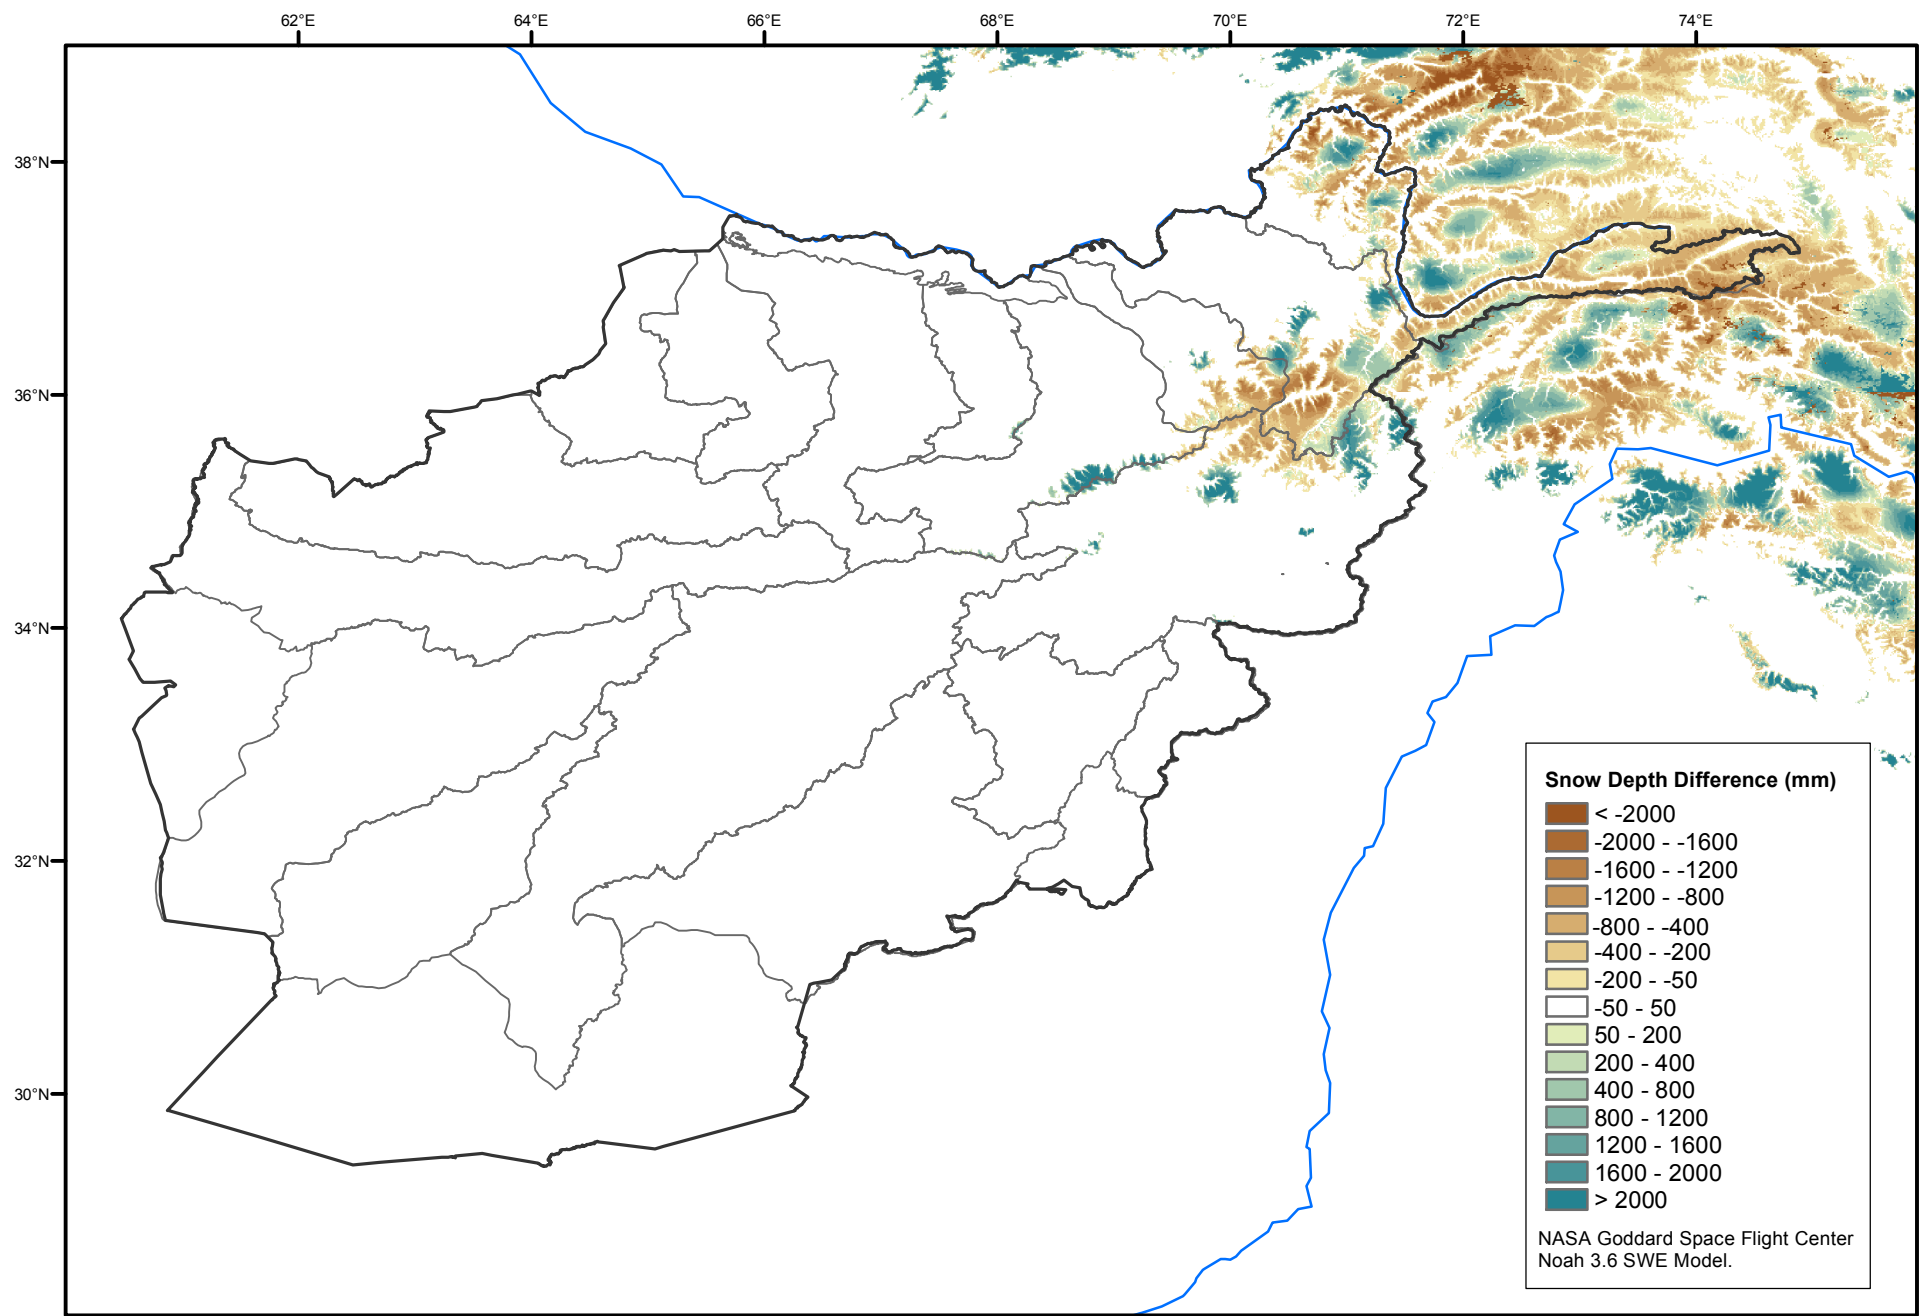 62°E 64°E 66°E 68°E 70°E 72°E 74°E
38°N
36°N
34°N
32°N
30°N
Snow Depth Difference (mm)
< -2000
-2000 - -1600
-1600 - -1200
-1200 - -800
-800 - -400
-400 - -200
-200 - -50
-50 - 50
50 - 200
200 - 400
400 - 800
800 - 1200
1200 - 1600
1600 - 2000
> 2000
NASA Goddard Space Flight Center
Noah 3.6 SWE Model.